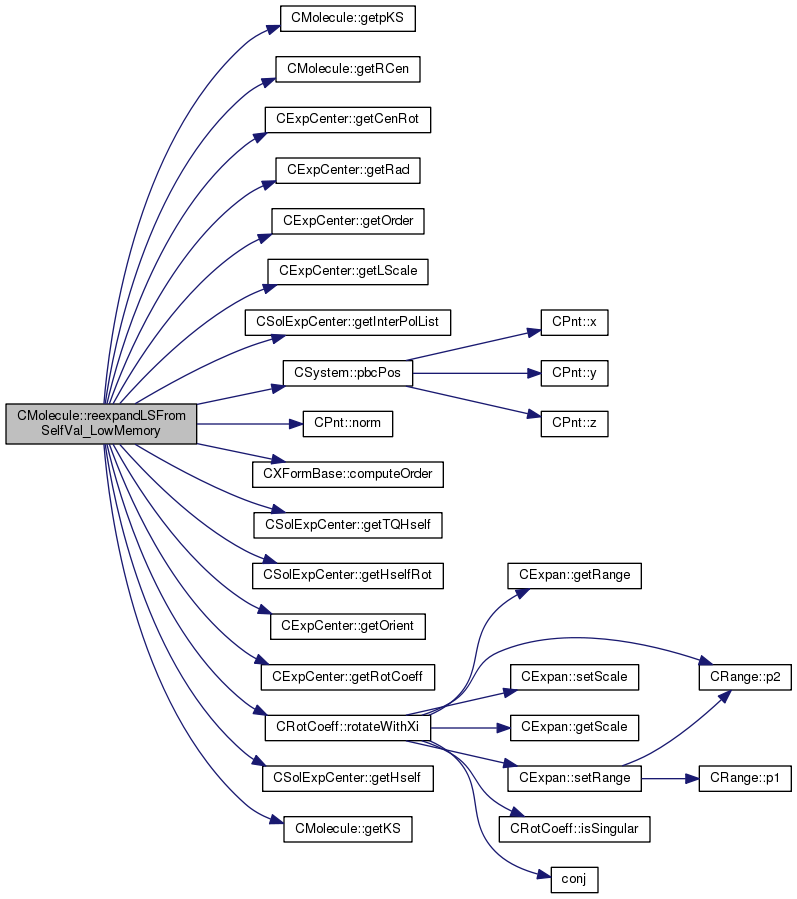 CMolecule::getpKS
CMolecule::getRCen
CExpCenter::getCenRot
CExpCenter::getRad
CExpCenter::getOrder
CExpCenter::getLScale
CSolExpCenter::getInterPolList
CPnt::x
CSystem::pbcPos
CPnt::y
CMolecule::reexpandLSFrom
SelfVal_LowMemory
CPnt::norm
CPnt::z
CXFormBase::computeOrder
CSolExpCenter::getTQHself
CSolExpCenter::getHselfRot
CExpan::getRange
CExpCenter::getOrient
CExpCenter::getRotCoeff
CExpan::setScale
CRange::p2
CRotCoeff::rotateWithXi
CExpan::getScale
CSolExpCenter::getHself
CExpan::setRange
CRange::p1
CMolecule::getKS
CRotCoeff::isSingular
conj